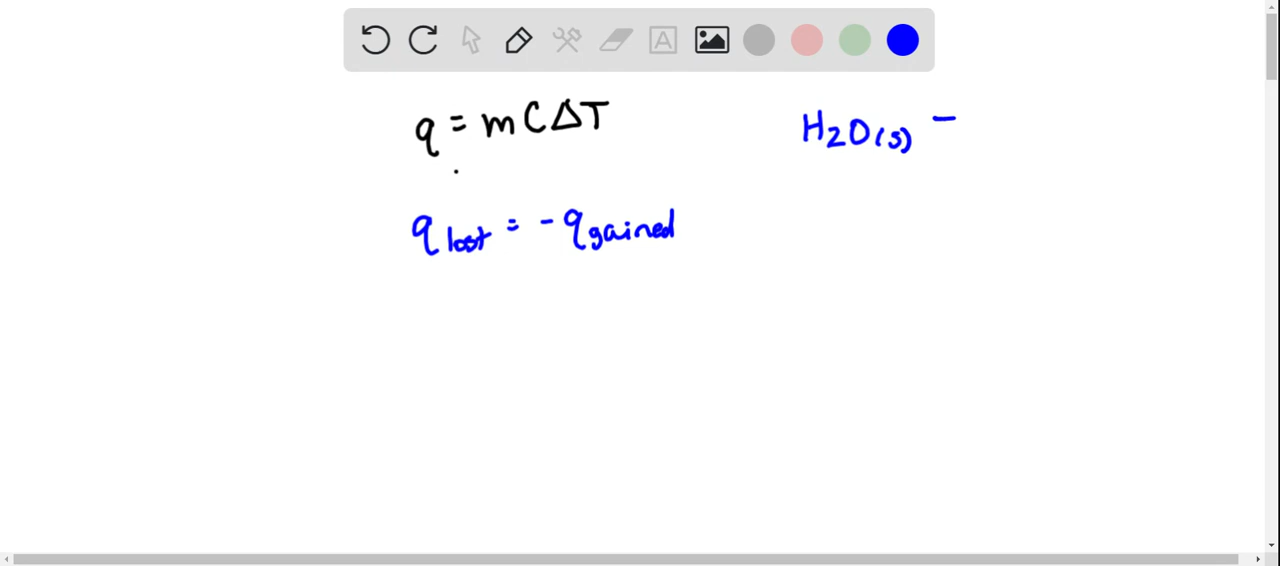 q = mCΔT
H2O(s) –
q lost = -q gained